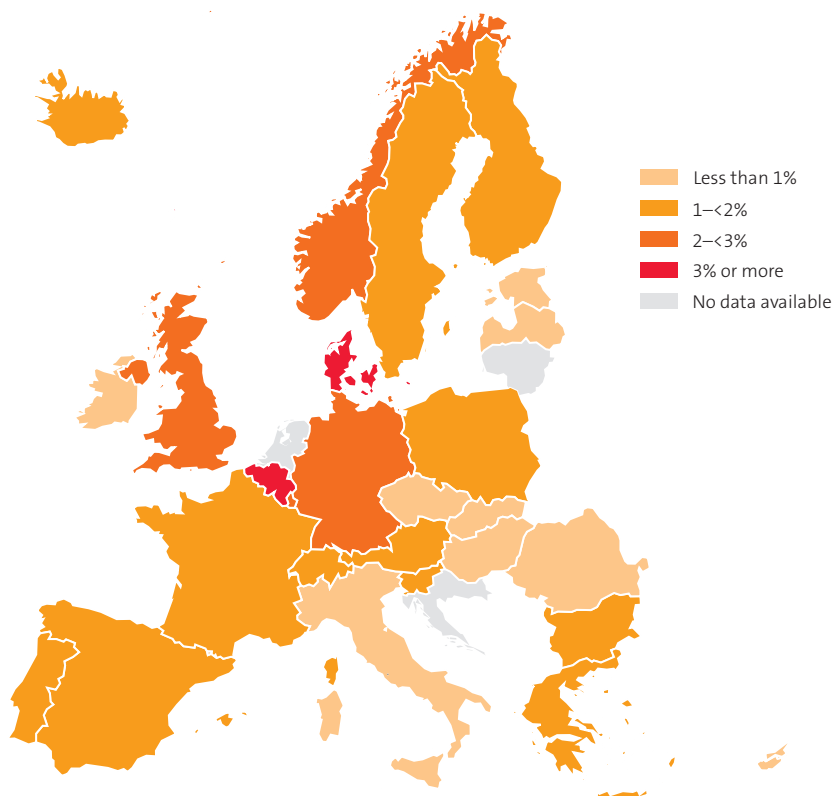 Less than 1%
1–<2%
2–<3%
3% or more
No data available